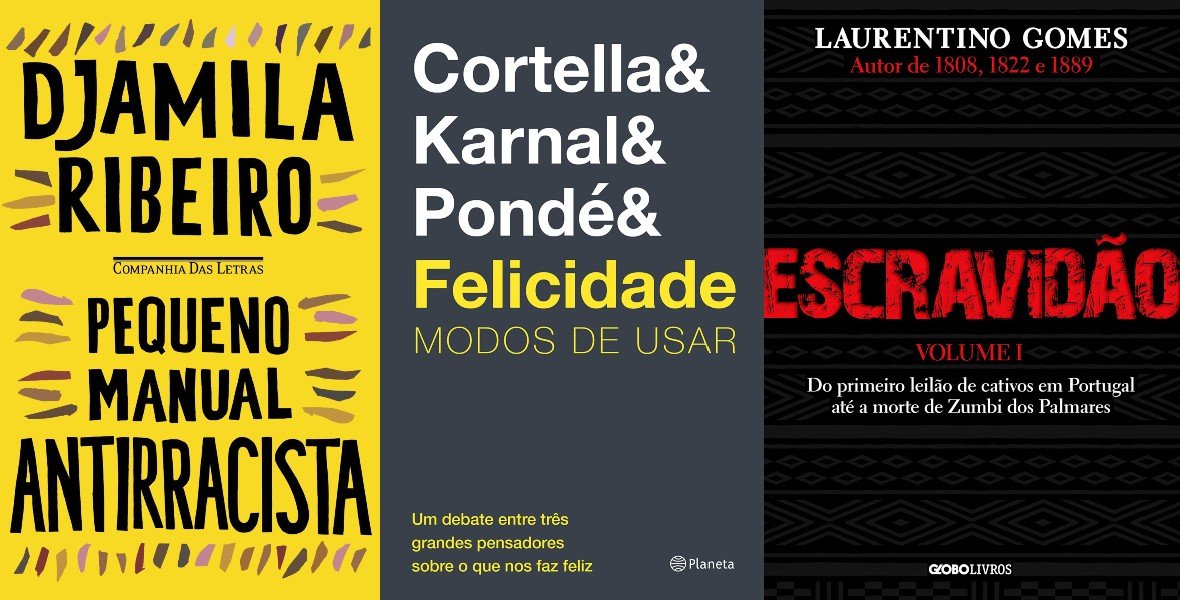 DJAMILA
RIBEIRO
COMPANHIA DAS LETRAS
PEQUENO
MANUAL
ANTIRRACISTA
Cortella&
Karnal&
Pondé&
Felicidade
MODOS DE USAR
Um debate entre três
grandes pensadores
sobre o que nos faz feliz
Planeta
LAURENTINO GOMES
Autor de 1808, 1822 e 1889
ESCRAVIDÃO
VOLUME I
Do primeiro leilão de cativos em Portugal
até a morte de Zumbi dos Palmares
GLOBOLIVROS